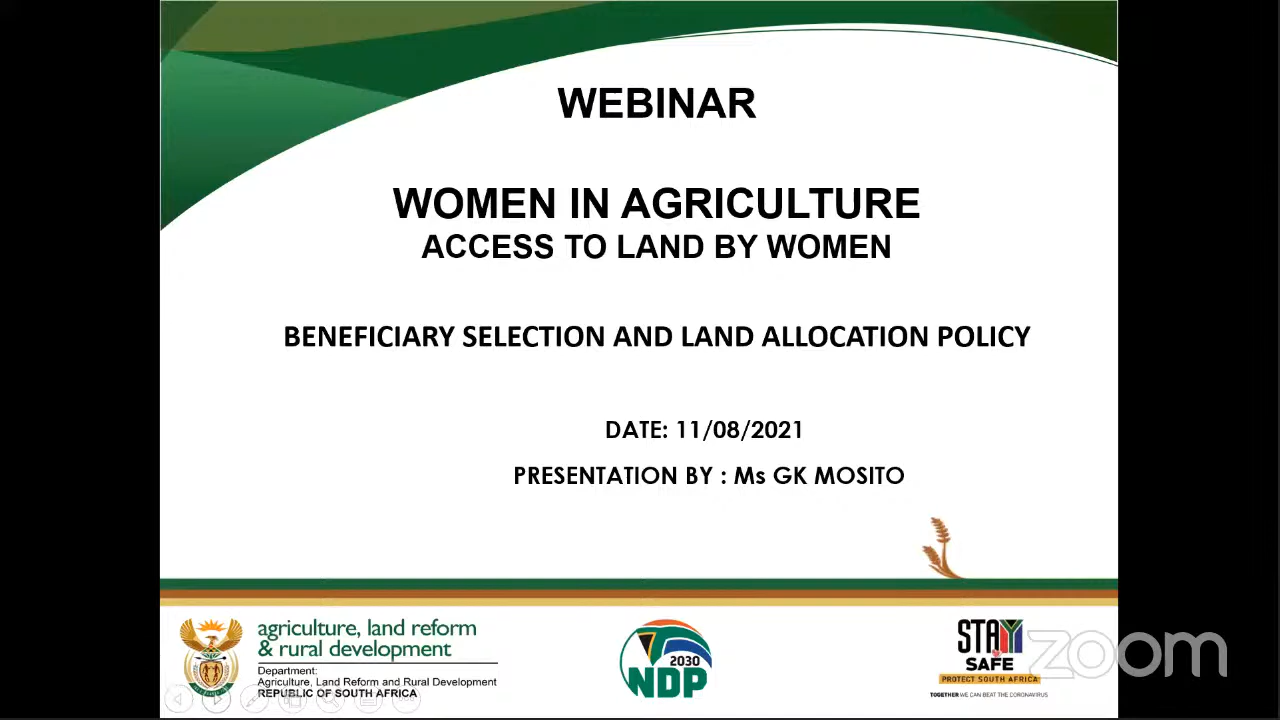 WEBINAR
WOMEN IN AGRICULTURE
ACCESS TO LAND BY WOMEN
BENEFICIARY SELECTION AND LAND ALLOCATION POLICY
DATE: 11/08/2021
PRESENTATION BY : Ms GK MOSITO
agriculture, land reform
& rural development
Department:
Agriculture, Land Reform and Rural Development
REPUBLIC OF SOUTH AFRICA
2030
NDP
STAY
SAFE
PROTECT SOUTH AFRICA
TOGETHER WE CAN BEAT THE CORONAVIRUS
zoom